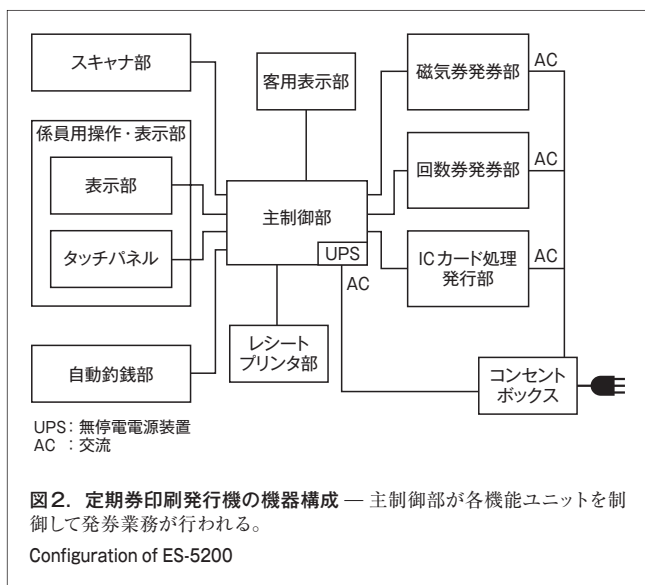 スキャナ部
客用表示部
磁気券発券部
AC
係員用操作・表示部
表示部
タッチパネル
主制御部
UPS
AC
回数券発券部
AC
ICカード処理
発行部
AC
自動釣銭部
レシート
プリンタ部
コンセント
ボックス
UPS：無停電電源装置
AC ：交流
図2．定期券印刷発行機の機器構成 — 主制御部が各機能ユニットを制
御して発券業務が行われる。
Configuration of ES-5200